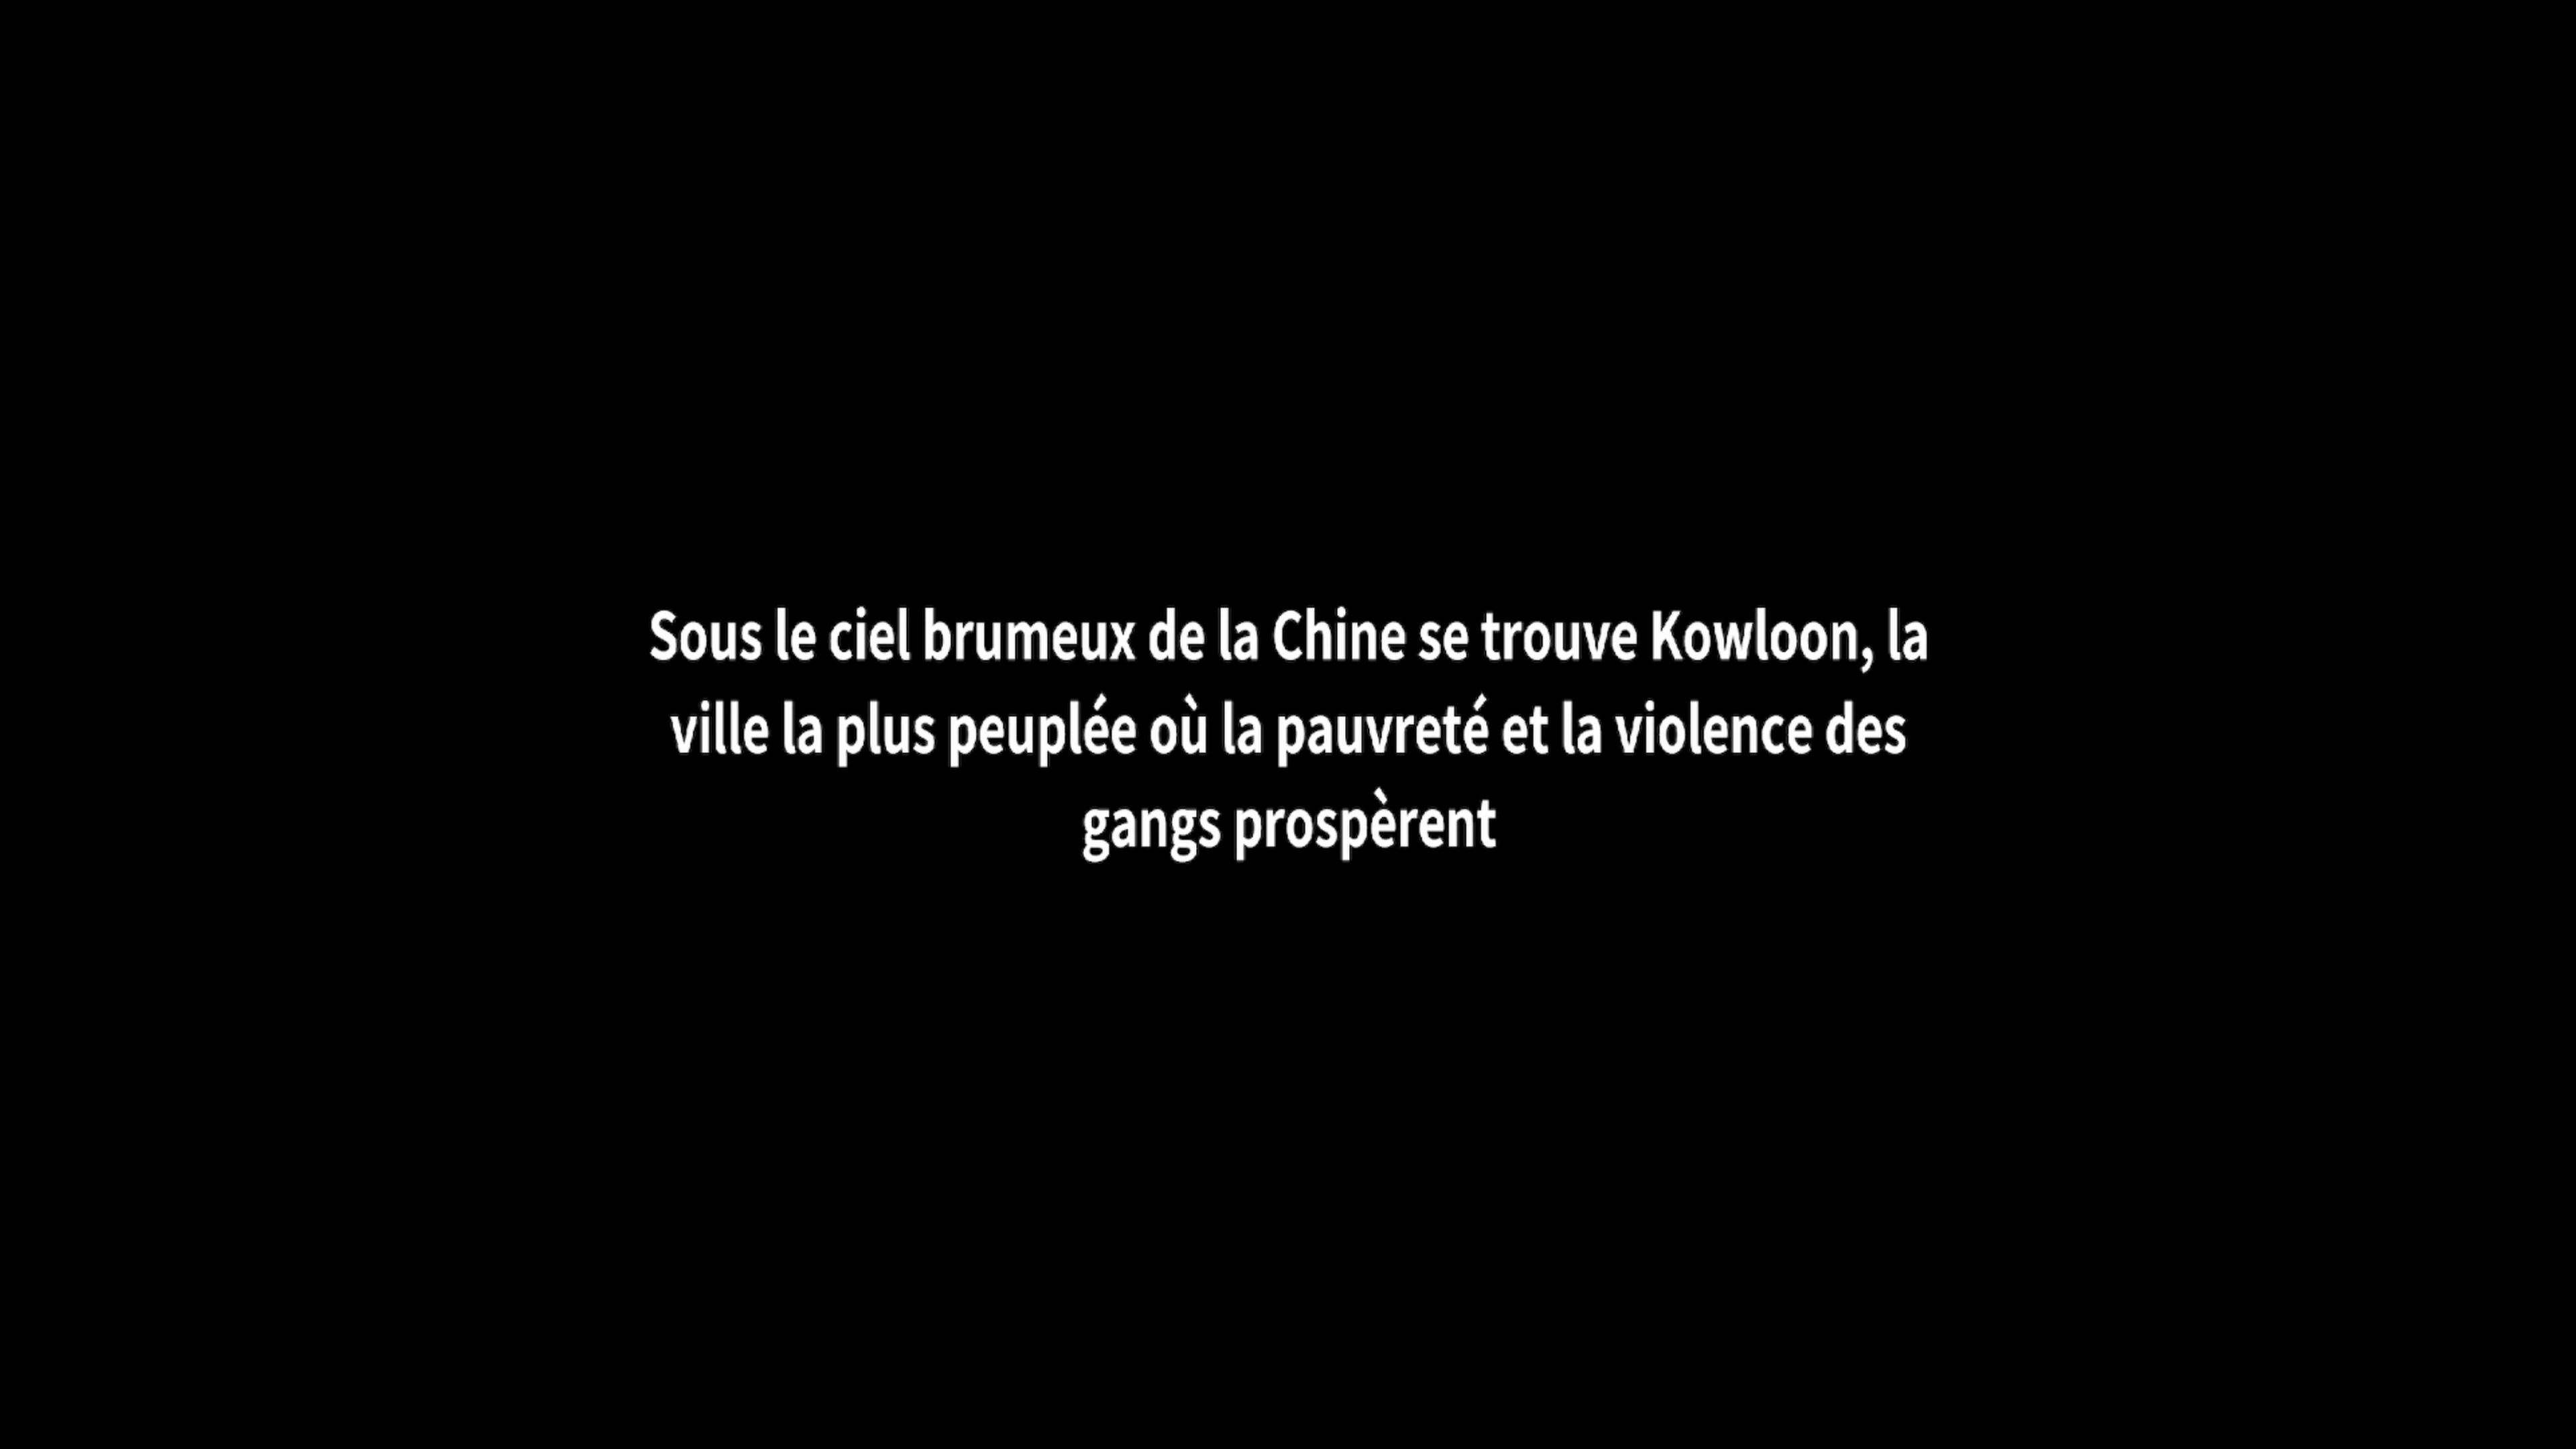 Sous le ciel brumeux de la Chine se trouve Kowloon, la
ville la plus peuplée où la pauvreté et la violence des
gangs prospèrent